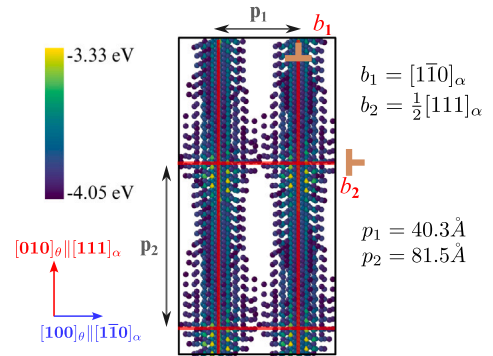 p₁
b₁
-3.33 eV
b₁ = [11̄0]α
b₂ = ½[111]α
-4.05 eV
b₂
p₂
p₁ = 40.3Å
p₂ = 81.5Å
[010]θ∥[111]α
[100]θ∥[11̄0]α